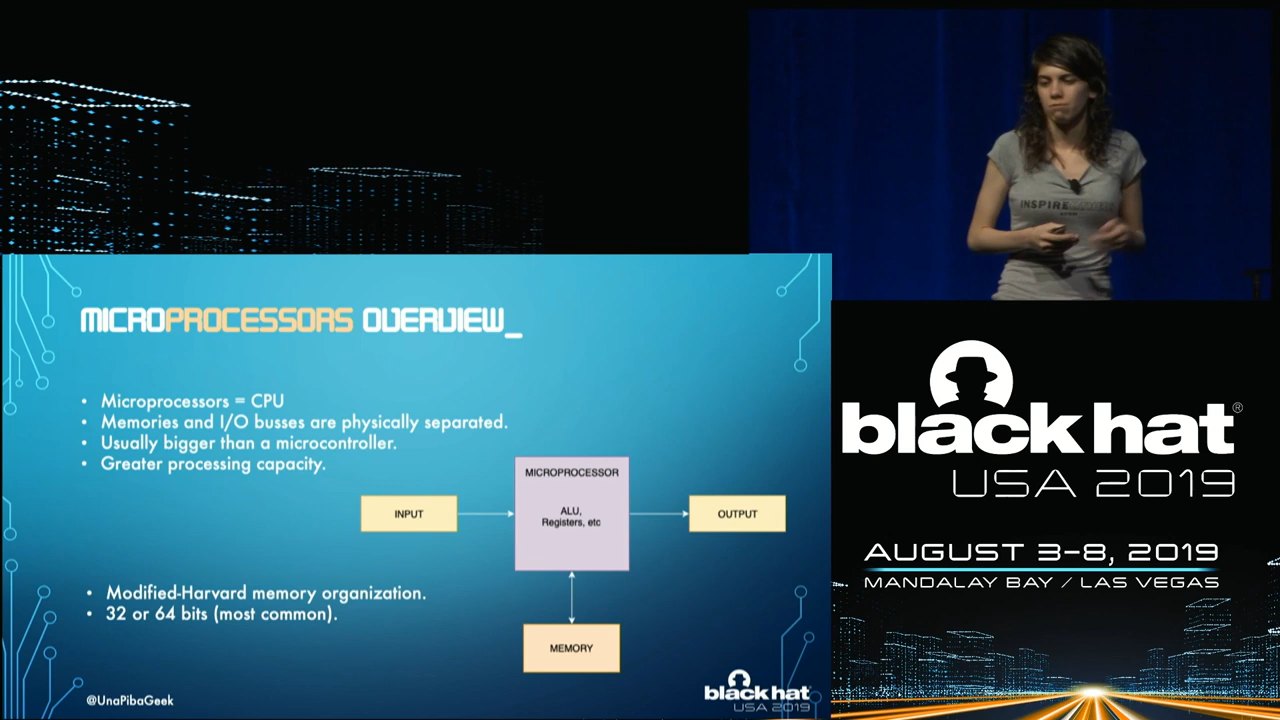 INSPIRE
MICROPROCESSORS OVERVIEW_
• Microprocessors = CPU
• Memories and I/O busses are physically separated.
• Usually bigger than a microcontroller.
• Greater processing capacity.
MICROPROCESSOR
ALU,
Registers, etc
INPUT
OUTPUT
MEMORY
• Modified-Harvard memory organization.
• 32 or 64 bits (most common).
@UnaPibaGeek
black hat
USA 2019
black hat®
USA 2019
AUGUST 3-8, 2019
MANDALAY BAY / LAS VEGAS